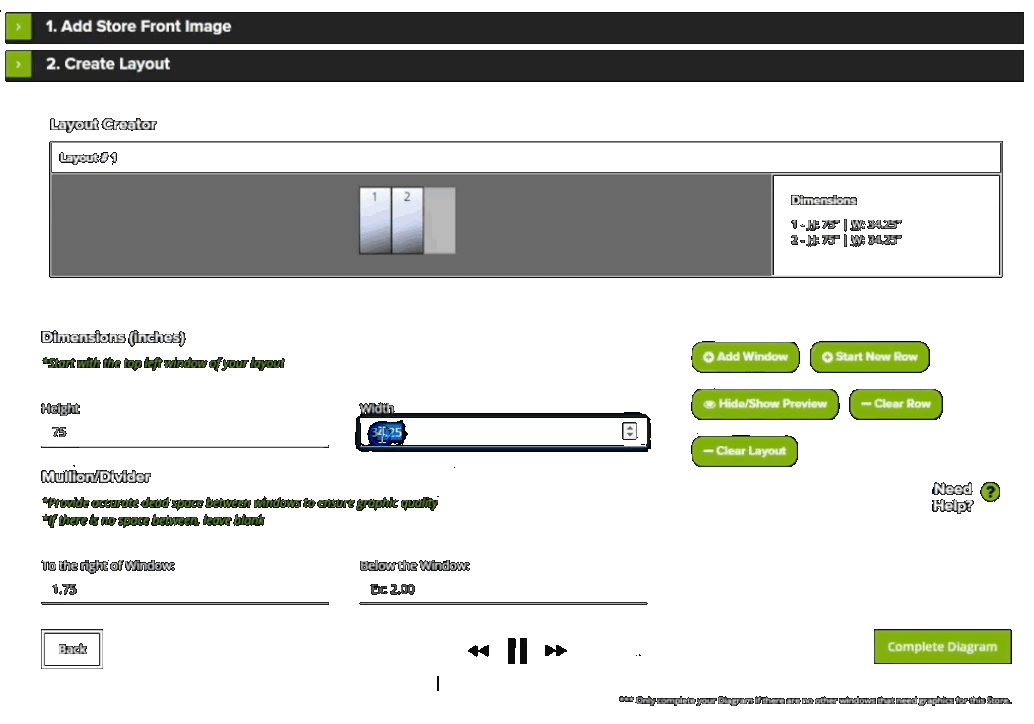 1. Add Store Front Image
2. Create Layout
Layout Creator
Layout # 1
1 2
Dimensions
1 - H: 75" | W: 34.25"
2 - H: 75" | W: 34.25"
Dimensions (inches)
*Start with the top left window of your layout
Add Window
Start New Row
Height
Width
75
34.25
Hide/Show Preview
Clear Row
Clear Layout
Mullion/Divider
*Provide accurate dead space between windows to ensure graphic quality
*If there is no space between, leave blank
Need
Help?
To the right of Window:
Below the Window:
1.75
Ex: 2.00
Back
Complete Diagram
*** Only complete your Diagram if there are no other windows that need graphics for this Store.